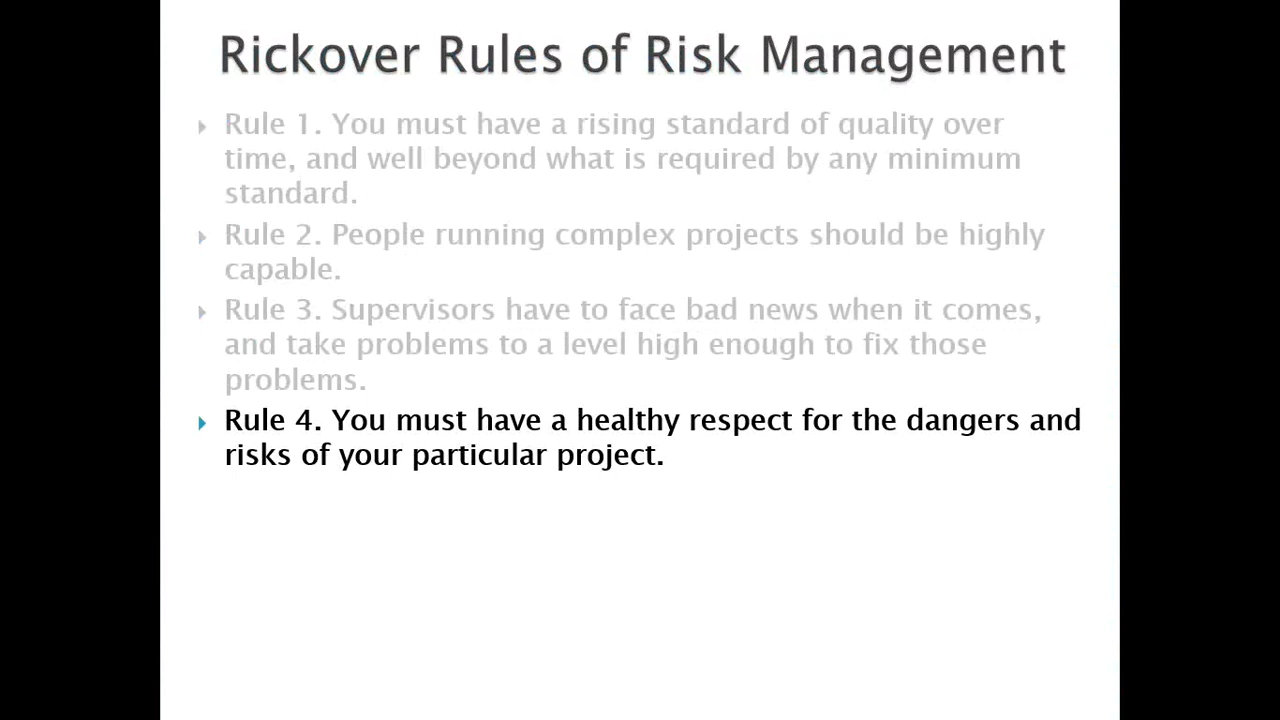 Rickover Rules of Risk Management
Rule 1. You must have a rising standard of quality over
time, and well beyond what is required by any minimum
standard.
Rule 2. People running complex projects should be highly
capable.
Rule 3. Supervisors have to face bad news when it comes,
and take problems to a level high enough to fix those
problems.
Rule 4. You must have a healthy respect for the dangers and
risks of your particular project.